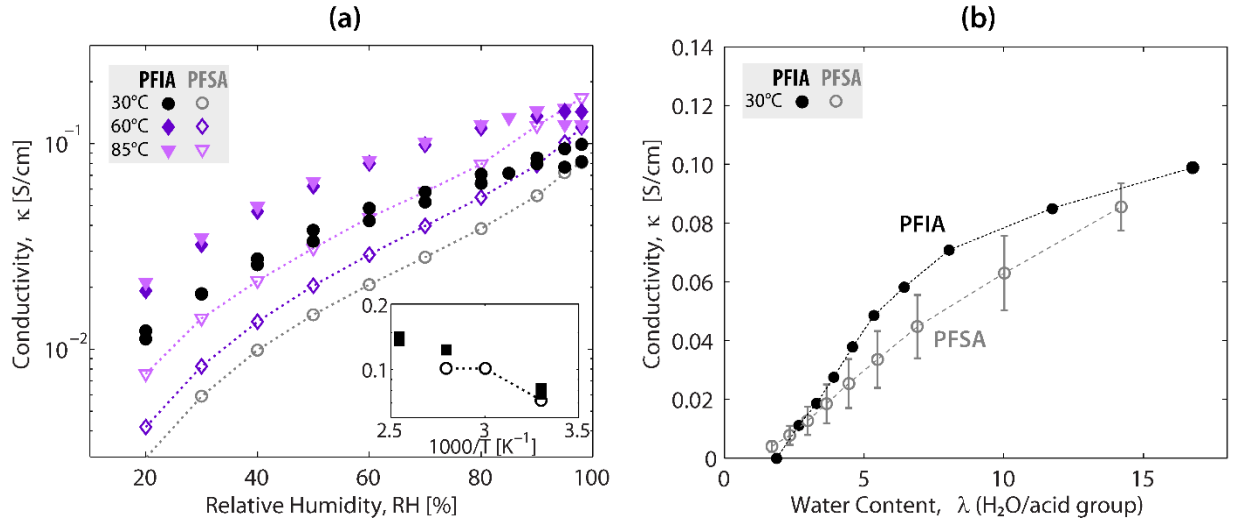 (a)
PFIA PFSA
30°C
60°C
85°C
10⁻¹
10⁻²
Conductivity, κ [S/cm]
20 40 60 80 100
Relative Humidity, RH [%]
0.2
0.1
2.5 3 3.5
1000/T [K⁻¹]
(b)
PFIA PFSA
30°C
0.14
0.12
0.10
0.08
0.06
0.04
0.02
0
Conductivity, κ [S/cm]
PFIA
PFSA
0 5 10 15
Water Content, λ (H₂O/acid group)